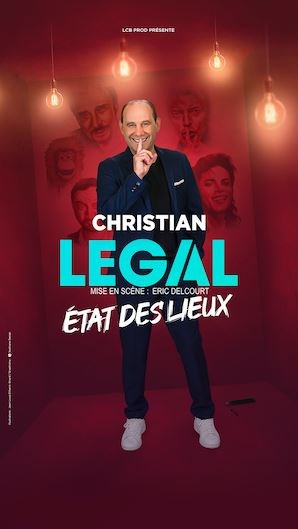 LCB PROD PRÉSENTE
CHRISTIAN
LEGAL
MISE EN SCÈNE : ERIC DELCOURT
ÉTAT DES LIEUX